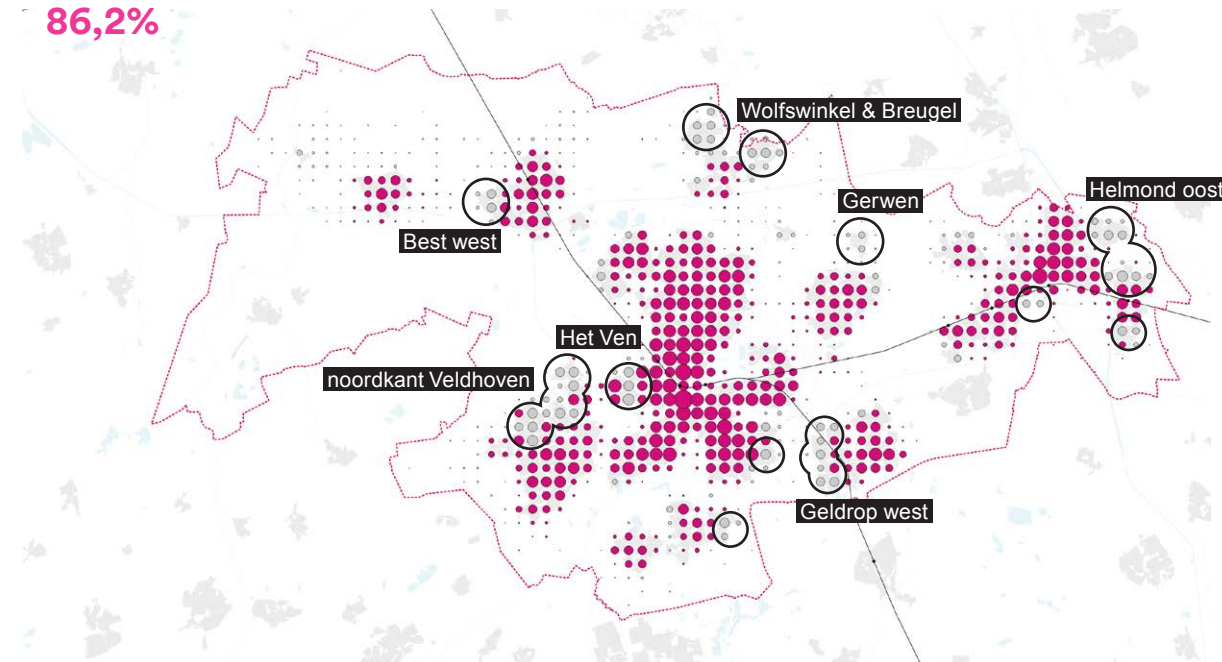 86,2%
Wolfswinkel & Breugel
Helmond oost
Gerwen
Best west
Het Ven
noordkant Veldhoven
Geldrop west